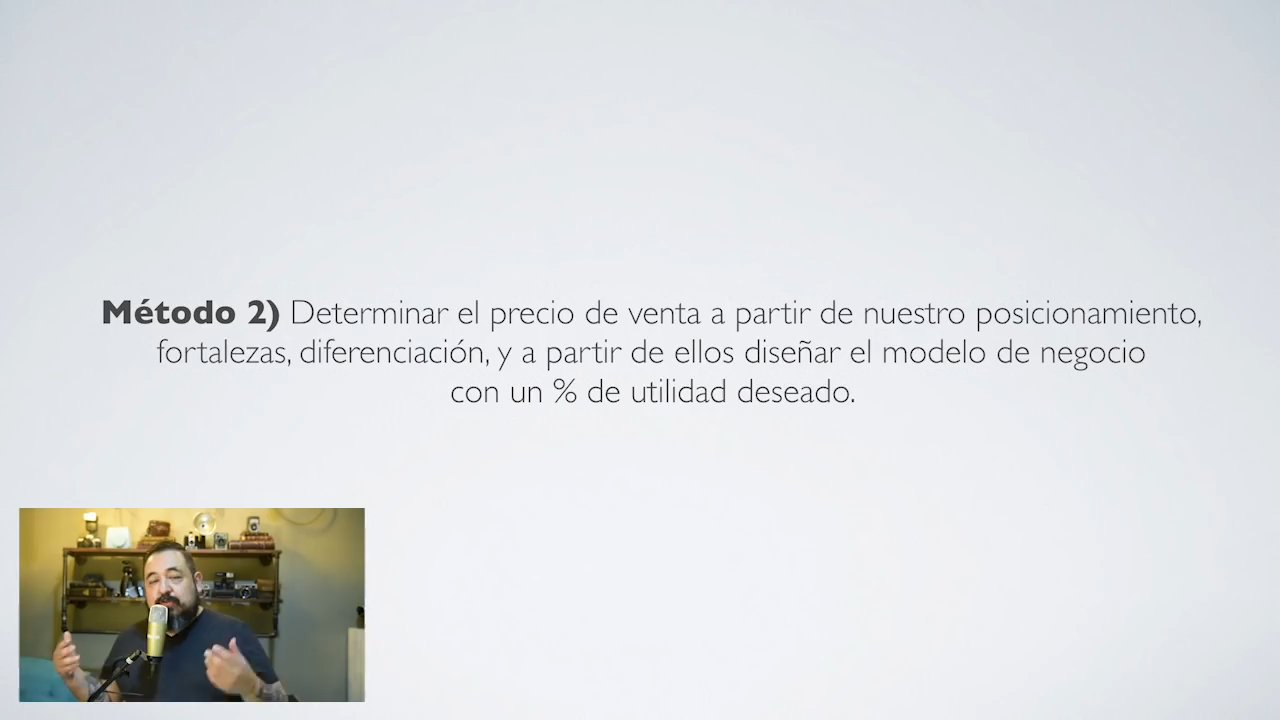 Método 2) Determinar el precio de venta a partir de nuestro posicionamiento,
fortalezas, diferenciación, y a partir de ellos diseñar el modelo de negocio
con un % de utilidad deseado.